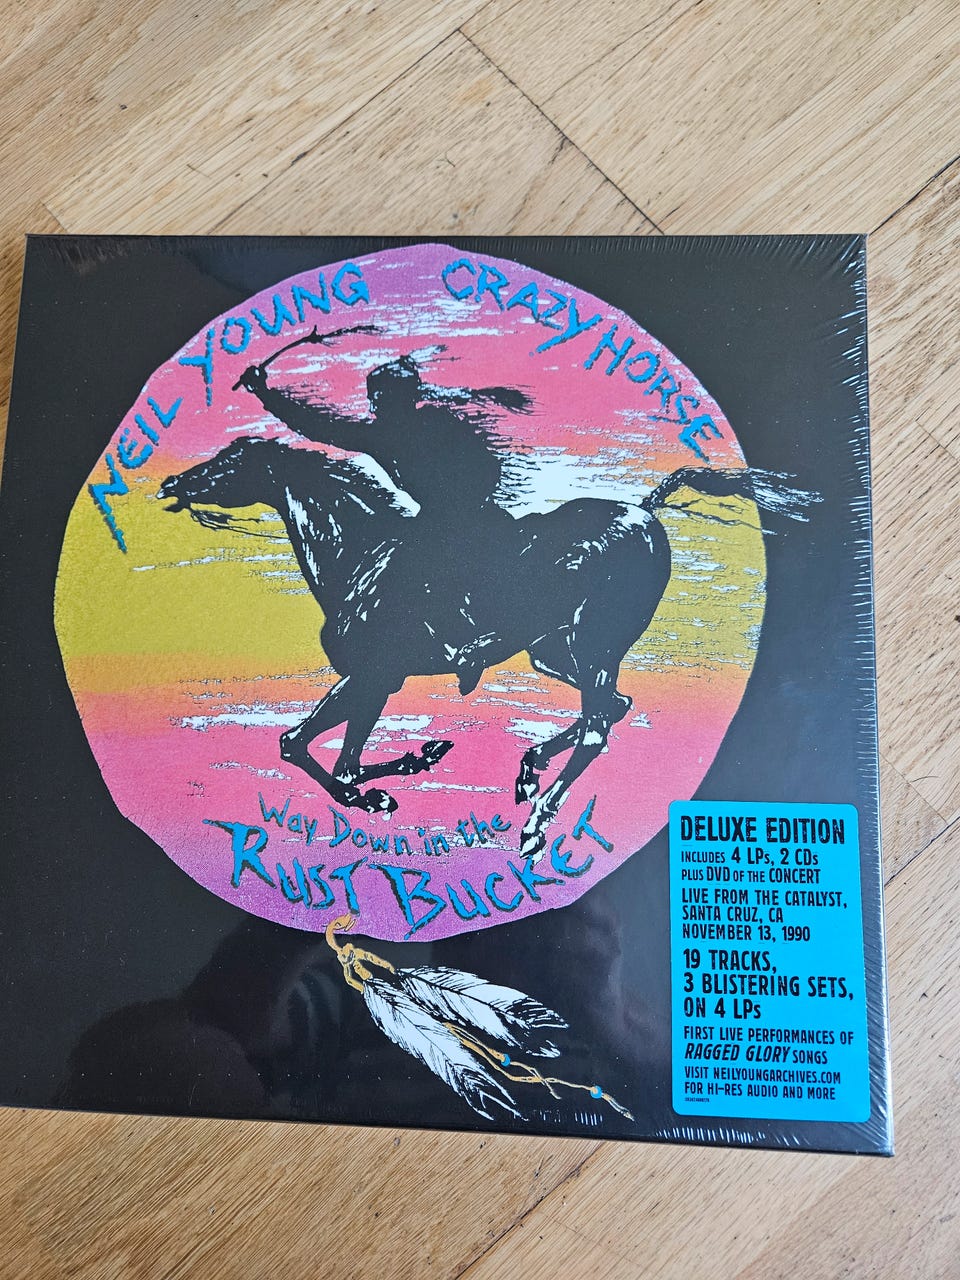 NEIL YOUNG CRAZY HORSE
Way Down in the
RUST BUCKET
DELUXE EDITION
INCLUDES 4 LPs, 2 CDs
PLUS DVD OF THE CONCERT
LIVE FROM THE CATALYST,
SANTA CRUZ, CA
NOVEMBER 13, 1990
19 TRACKS,
3 BLISTERING SETS,
ON 4 LPs
FIRST LIVE PERFORMANCES OF
RAGGED GLORY SONGS
VISIT NEILYOUNGARCHIVES.COM
FOR HI-RES AUDIO AND MORE